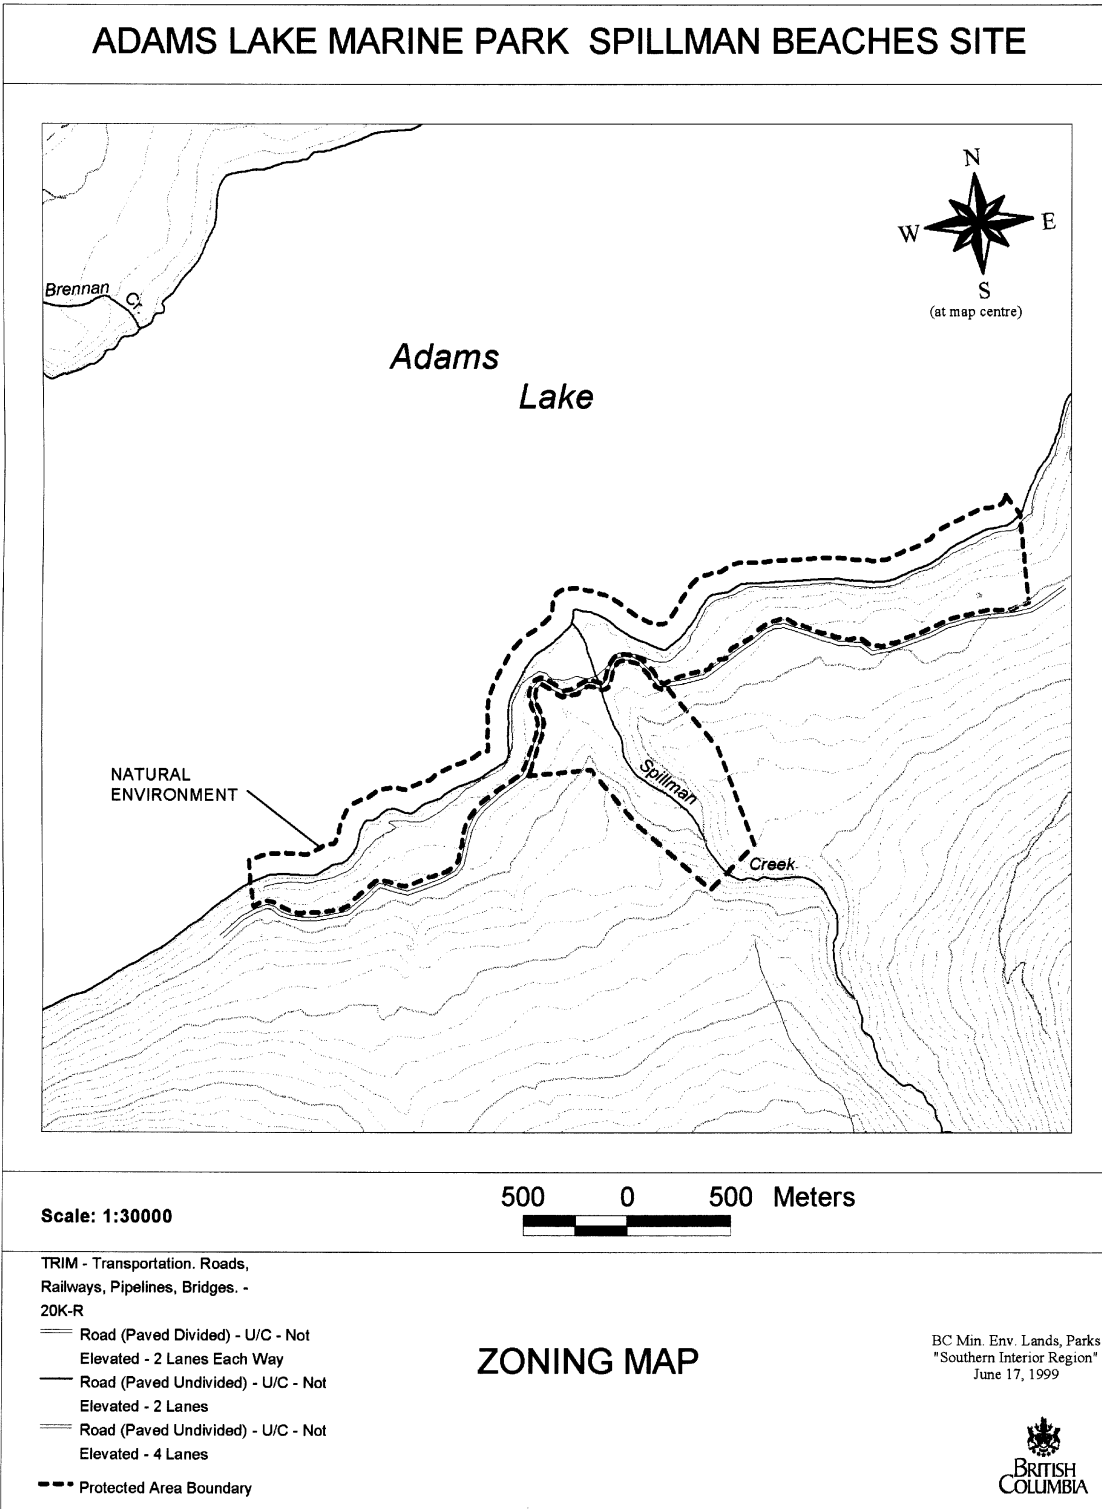 ADAMS LAKE MARINE PARK SPILLMAN BEACHES SITE
N
W
E
S
(at map centre)
Brennan
Cr.
Adams
Lake
NATURAL
ENVIRONMENT
Spillman
Creek
Scale: 1:30000
500 0 500 Meters
TRIM - Transportation. Roads,
Railways, Pipelines, Bridges. -
20K-R
Road (Paved Divided) - U/C - Not
Elevated - 2 Lanes Each Way
Road (Paved Undivided) - U/C - Not
Elevated - 2 Lanes
Road (Paved Undivided) - U/C - Not
Elevated - 4 Lanes
Protected Area Boundary
ZONING MAP
BC Min. Env. Lands, Parks
"Southern Interior Region"
June 17, 1999
BRITISH
COLUMBIA